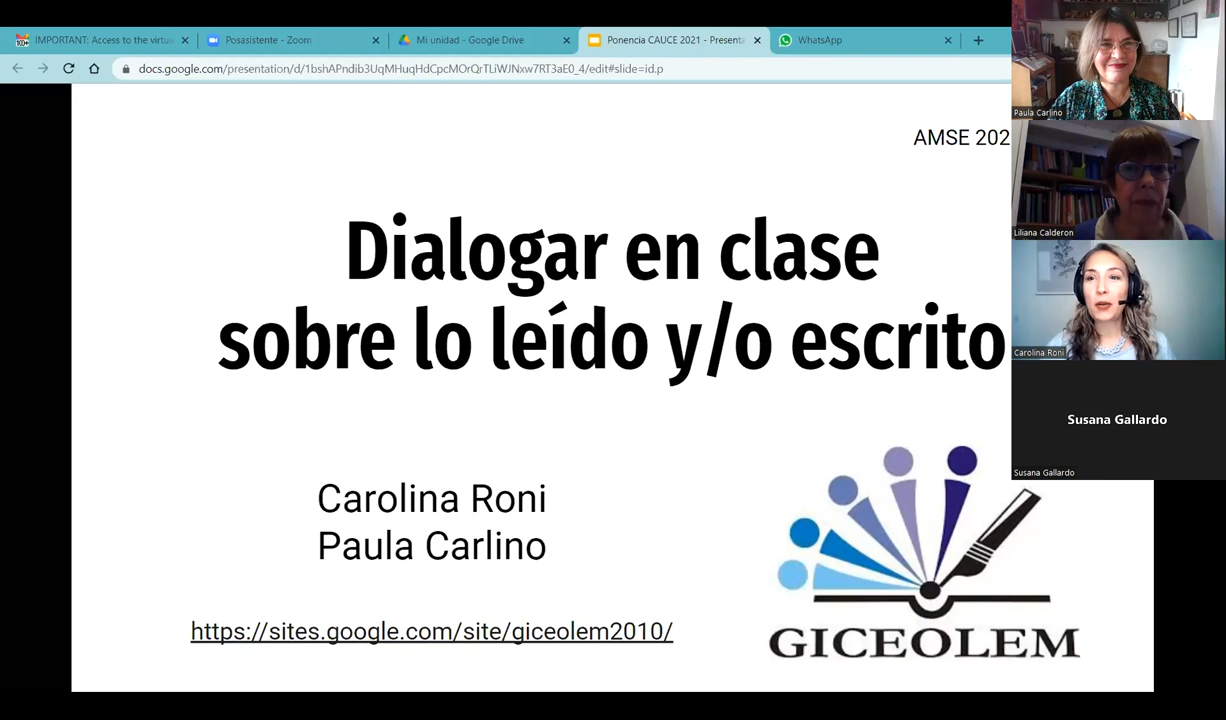 IMPORTANT: Access to the virtua
Posasistente - Zoom
Mi unidad - Google Drive
Ponencia CAUCE 2021 - Presenta
WhatsApp
docs.google.com/presentation/d/1bshAPndib3UqMHuqHdCpcMOrQrTLiWJNxw7RT3aE0_4/edit#slide=id.p
AMSE 202
Dialogar en clase
sobre lo leído y/o escrito
Carolina Roni
Paula Carlino
https://sites.google.com/site/giceolem2010/
GICEOLEM
Paula Carlino
Liliana Calderon
Carolina Roni
Susana Gallardo
Susana Gallardo